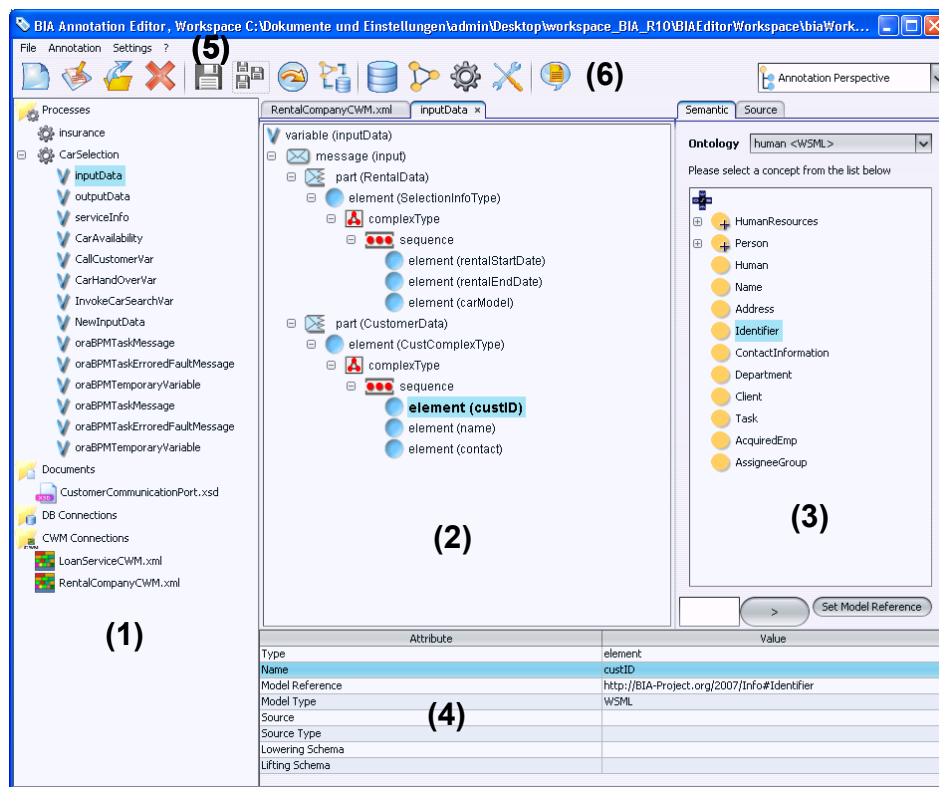 BIA Annotation Editor, Workspace C:\Dokumente und Einstellungen\admin\Desktop\workspace_BIA_R10\BIAEditorWorkspace\biaWork...
File Annotation Settings ?
(5)
(6)
Annotation Perspective
Processes
insurance
CarSelection
inputData
outputData
serviceInfo
CarAvailability
CallCustomerVar
CarHandOverVar
InvokeCarSearchVar
NewInputData
oraBPMTaskMessage
oraBPMTaskErroredFaultMessage
oraBPMTemporaryVariable
oraBPMTaskMessage
oraBPMTaskErroredFaultMessage
oraBPMTemporaryVariable
Documents
CustomerCommunicationPort.xsd
DB Connections
CWM Connections
LoanServiceCWM.xml
RentalCompanyCWM.xml
(1)
RentalCompanyCWM.xml inputData ×
variable (inputData)
message (input)
part (RentalData)
element (SelectionInfoType)
complexType
sequence
element (rentalStartDate)
element (rentalEndDate)
element (carModel)
part (CustomerData)
element (CustComplexType)
complexType
sequence
element (custID)
element (name)
element (contact)
(2)
Semantic Source
Ontology human <WSML>
Please select a concept from the list below
HumanResources
Person
Human
Name
Address
Identifier
ContactInformation
Department
Client
Task
AcquiredEmp
AssigneeGroup
(3)
> Set Model Reference
Attribute Value
Type element
Name custID
Model Reference http://BIA-Project.org/2007/Info#Identifier
Model Type WSML
(4)
Source
Source Type
Lowering Schema
Lifting Schema